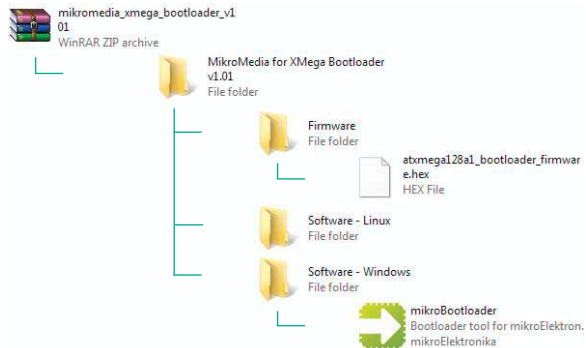 mikromedia_xmega_bootloader_v1
01
WinRAR ZIP archive
MikroMedia for XMega Bootloader
v1.01
File folder
Firmware
File folder
atxmega128a1_bootloader_firmwar
e.hex
HEX File
Software - Linux
File folder
Software - Windows
File folder
mikroBootloader
Bootloader tool for mikroElektron.
mikroElektronika